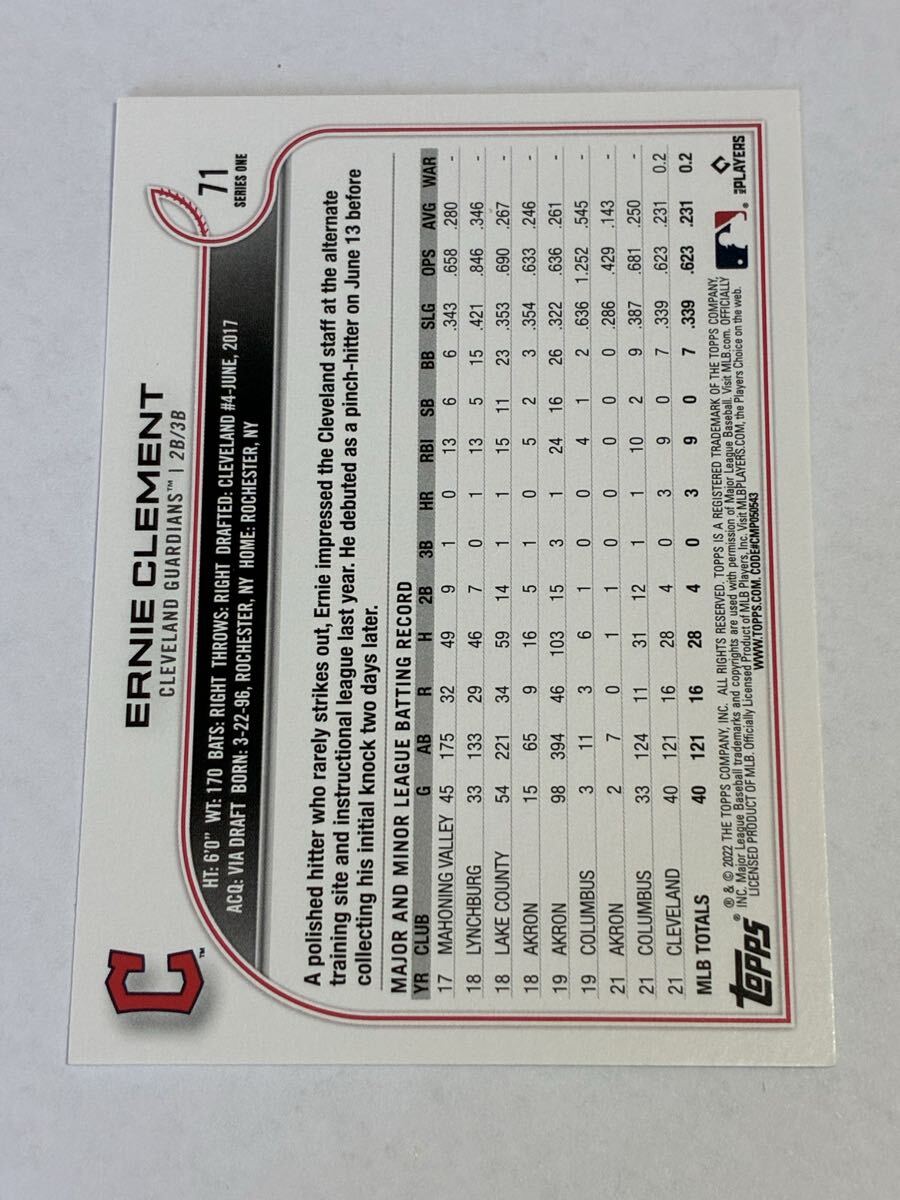 C™
ERNIE CLEMENT
CLEVELAND GUARDIANS™ | 2B/3B
71
SERIES ONE
HT: 6'0" WT: 170 BATS: RIGHT THROWS: RIGHT DRAFTED: CLEVELAND #4-JUNE, 2017
ACQ: VIA DRAFT BORN: 3-22-96, ROCHESTER, NY HOME: ROCHESTER, NY
A polished hitter who rarely strikes out, Ernie impressed the Cleveland staff at the alternate
training site and instructional league last year. He debuted as a pinch-hitter on June 13 before
collecting his initial knock two days later.
MAJOR AND MINOR LEAGUE BATTING RECORD
YR CLUB G AB R H 2B 3B HR RBI SB BB SLG OPS AVG WAR
17 MAHONING VALLEY 45 175 32 49 9 1 0 13 6 6 .343 .658 .280 -
18 LYNCHBURG 33 133 29 46 7 0 1 13 5 15 .421 .846 .346 -
18 LAKE COUNTY 54 221 34 59 14 1 1 15 11 23 .353 .690 .267 -
18 AKRON 15 65 9 16 5 1 0 5 2 3 .354 .633 .246 -
19 AKRON 98 394 46 103 15 3 1 24 16 26 .322 .636 .261 -
19 COLUMBUS 3 11 3 6 1 0 0 4 1 2 .636 1.252 .545 -
21 AKRON 2 7 0 1 1 0 0 0 0 0 .286 .429 .143 -
21 COLUMBUS 33 124 11 31 12 1 1 10 2 9 .387 .681 .250 -
21 CLEVELAND 40 121 16 28 4 0 3 9 0 7 .339 .623 .231 0.2
MLB TOTALS 40 121 16 28 4 0 3 9 0 7 .339 .623 .231 0.2
topps®
® & © 2022 THE TOPPS COMPANY, INC. ALL RIGHTS RESERVED. TOPPS IS A REGISTERED TRADEMARK OF THE TOPPS COMPANY,
INC. Major League Baseball trademarks and copyrights are used with permission of Major League Baseball. Visit MLB.com. OFFICIALLY
LICENSED PRODUCT OF MLB. Officially Licensed Product of MLB Players, Inc. Visit MLBPLAYERS.COM, the Players Choice on the web.
WWW.TOPPS.COM. CODE#CMP050543
MLB PLAYERS